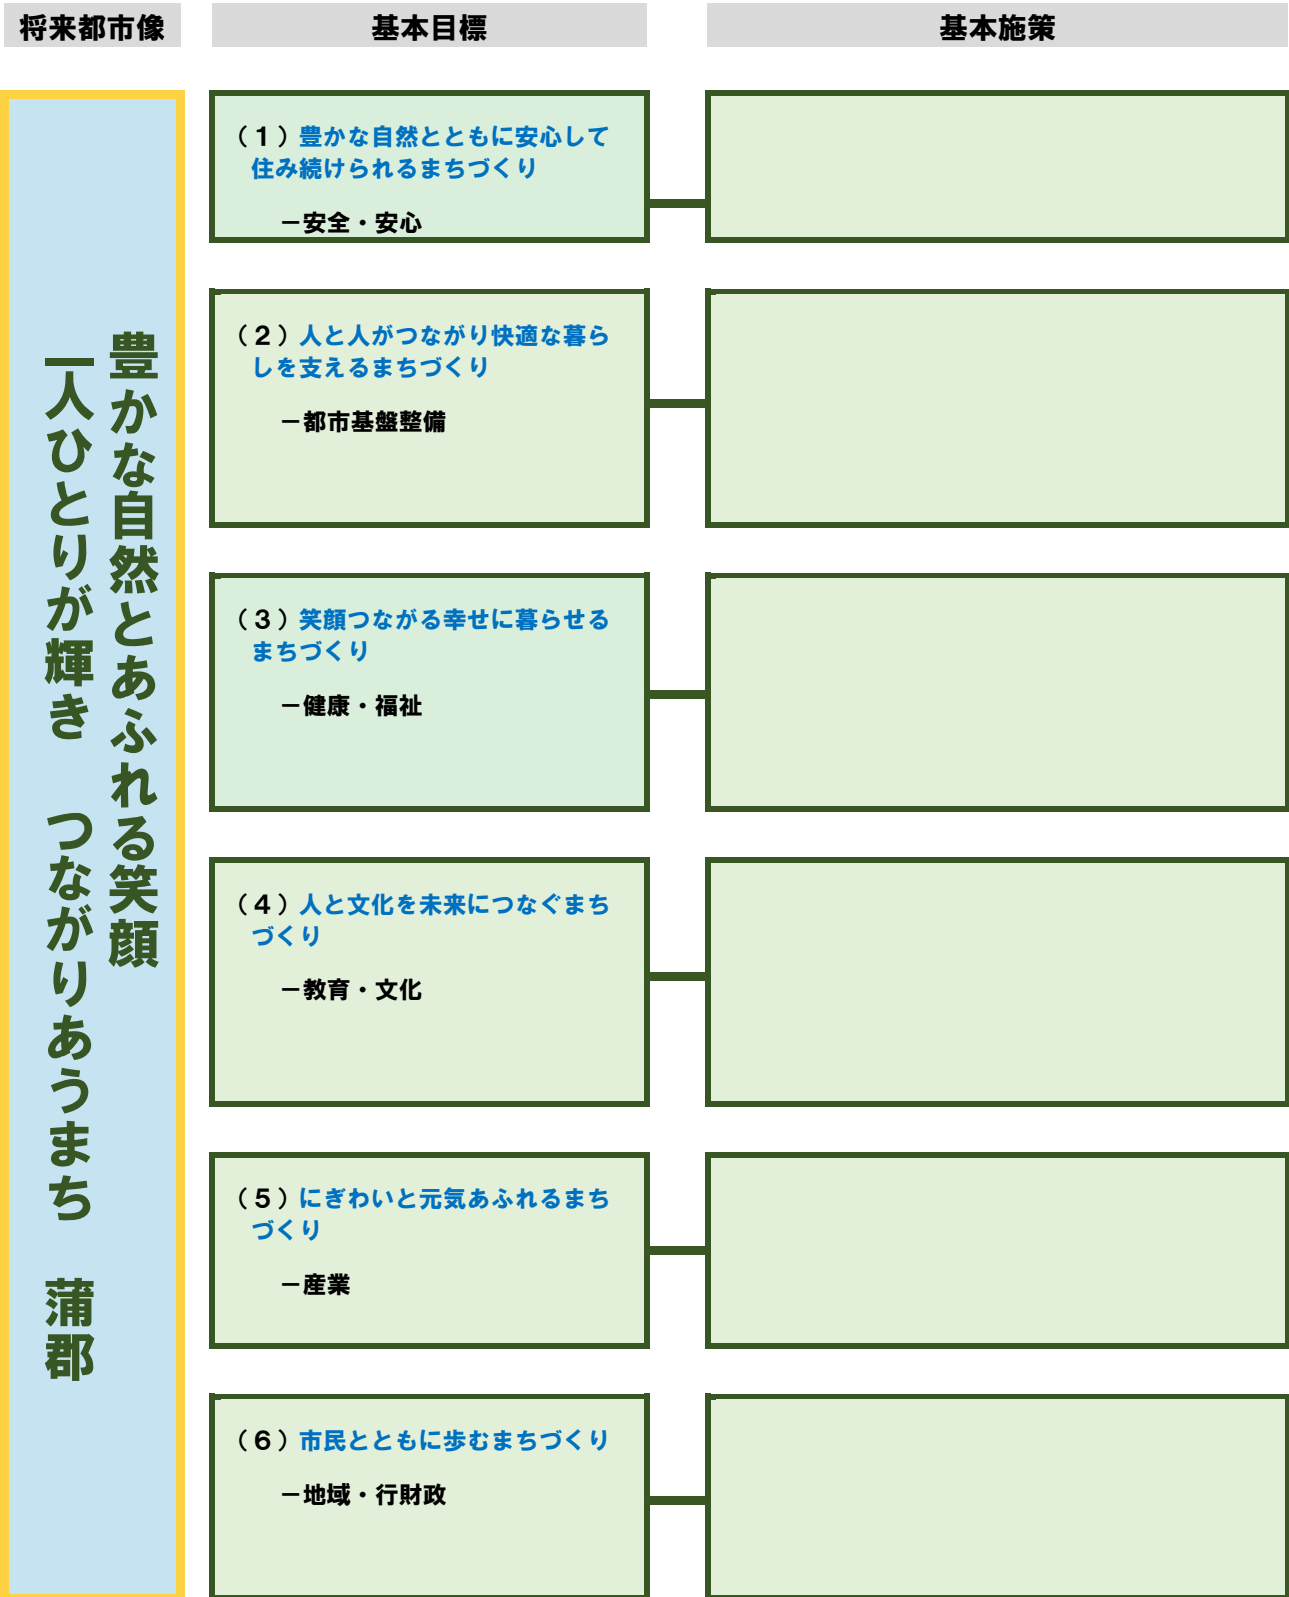 将来都市像
基本目標
基本施策
豊かな自然とあふれる笑顔
一人ひとりが輝き　つながりあうまち　蒲郡
（１）豊かな自然とともに安心して
住み続けられるまちづくり
－安全・安心
（２）人と人がつながり快適な暮ら
しを支えるまちづくり
－都市基盤整備
（３）笑顔つながる幸せに暮らせる
まちづくり
－健康・福祉
（４）人と文化を未来につなぐまち
づくり
－教育・文化
（５）にぎわいと元気あふれるまち
づくり
－産業
（６）市民とともに歩むまちづくり
－地域・行財政